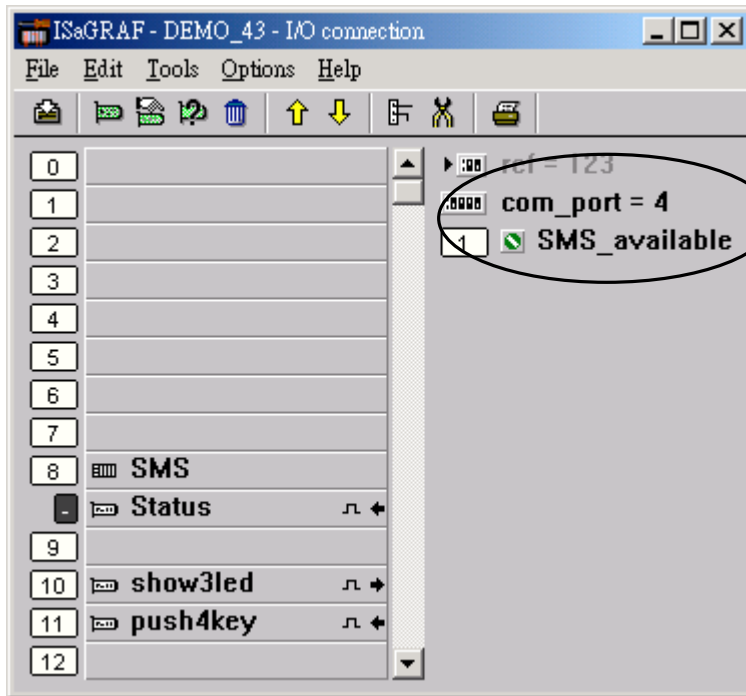 ISaGRAF - DEMO_43 - I/O connection
File Edit Tools Options Help
0
1
2
3
4
5
6
7
8 SMS
- Status
9
10 show3led
11 push4key
12
ref = 123
com_port = 4
1 SMS_available